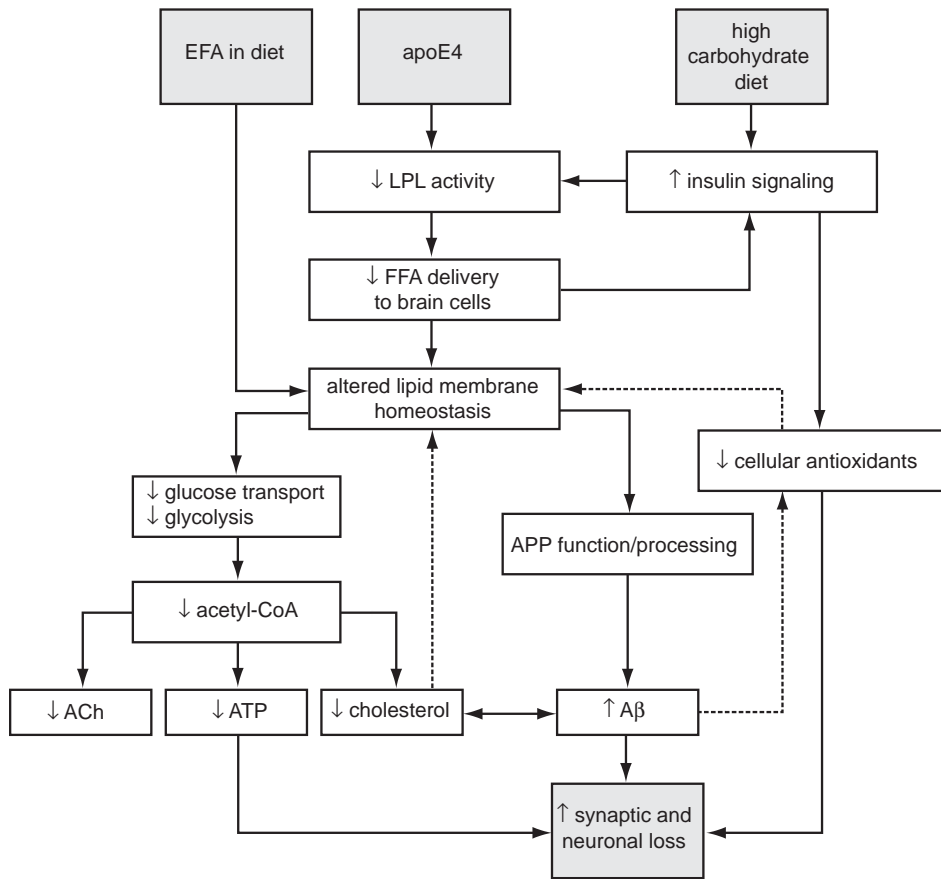 EFA in diet
apoE4
high
carbohydrate
diet
↓ LPL activity
↑ insulin signaling
↓ FFA delivery
to brain cells
altered lipid membrane
homeostasis
↓ cellular antioxidants
↓ glucose transport
↓ glycolysis
APP function/processing
↓ acetyl-CoA
↓ ACh
↓ ATP
↓ cholesterol
↑ Aβ
↑ synaptic and
neuronal loss